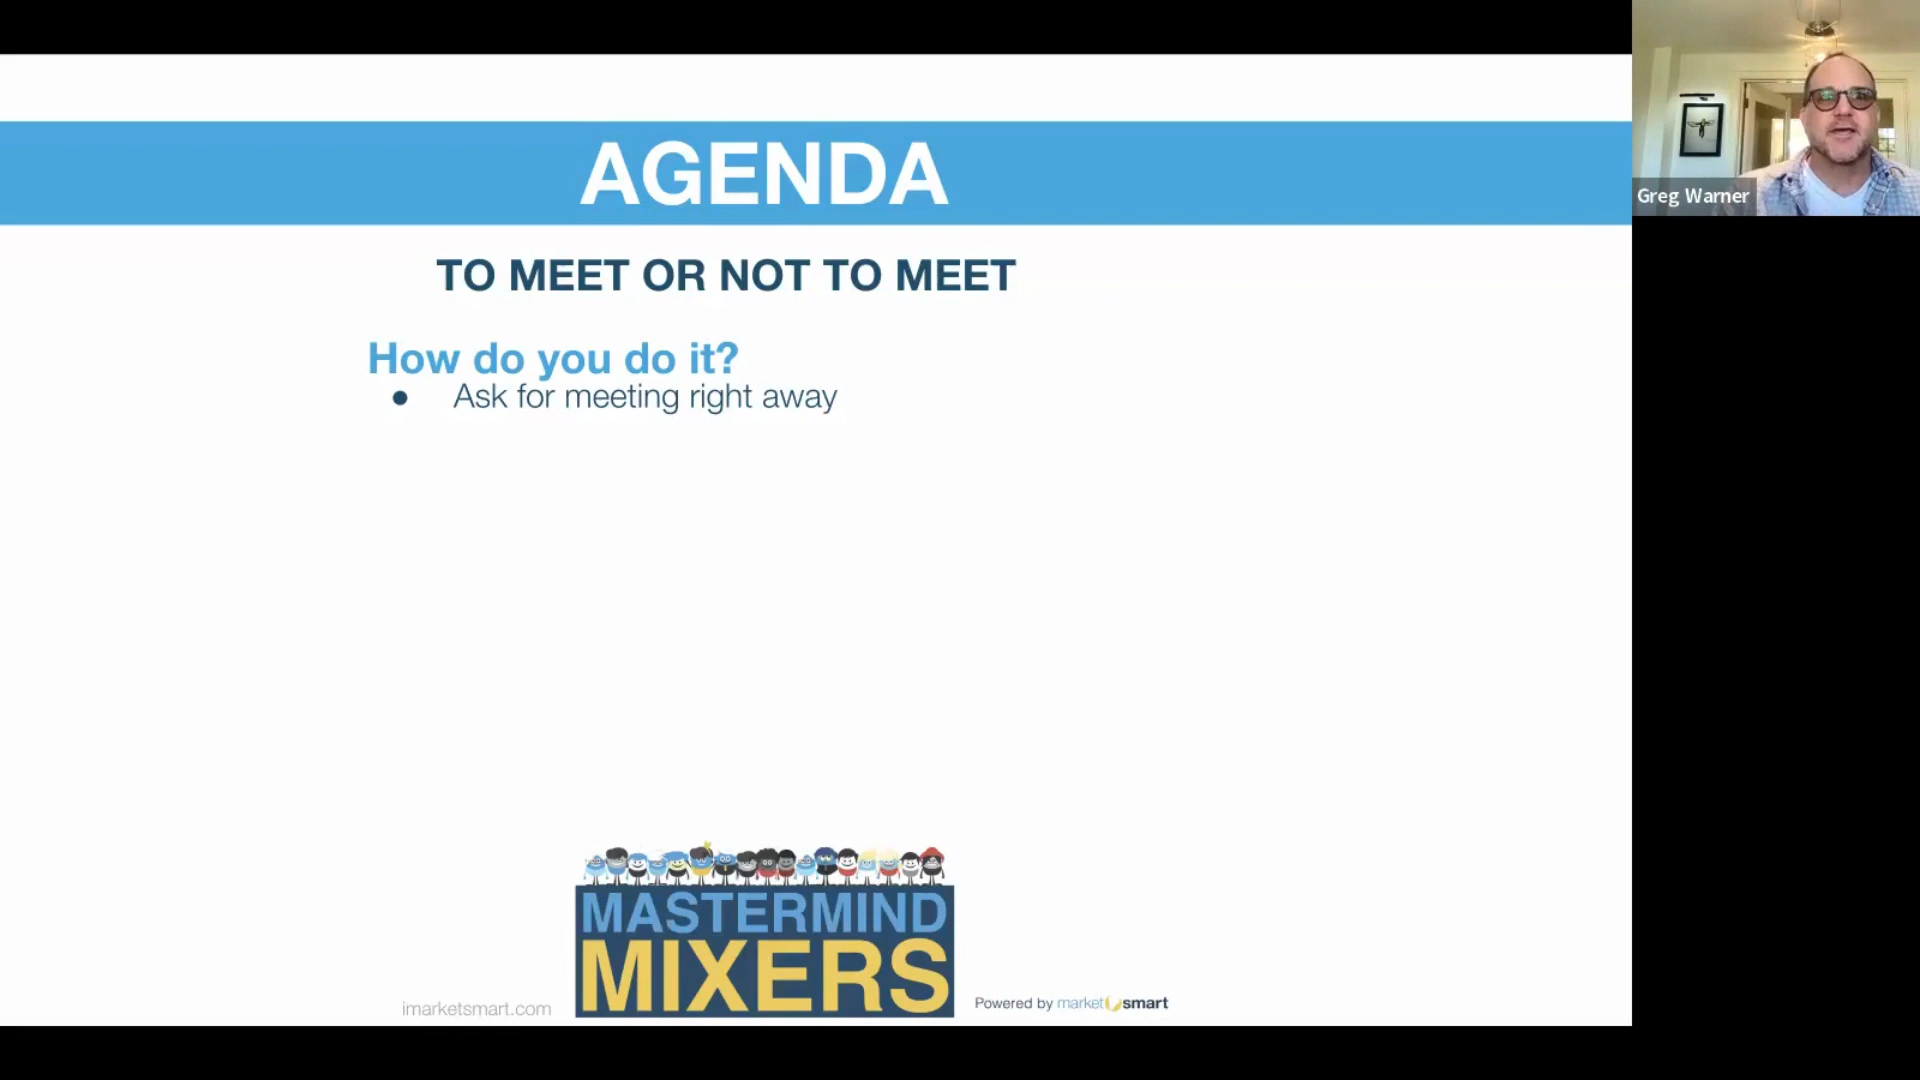 AGENDA
Greg Warner
TO MEET OR NOT TO MEET
How do you do it?
● Ask for meeting right away
MASTERMIND
MIXERS
imarketsmart.com
Powered by marketsmart